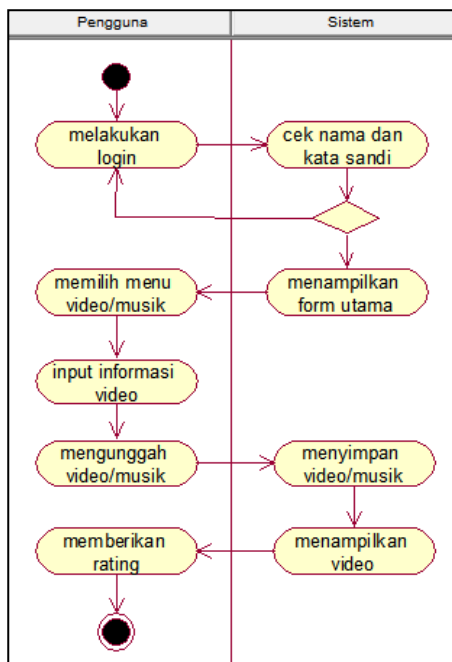 Pengguna
Sistem
melakukan
login
cek nama dan
kata sandi
memilih menu
video/musik
menampilkan
form utama
input informasi
video
mengunggah
video/musik
menyimpan
video/musik
memberikan
rating
menampilkan
video